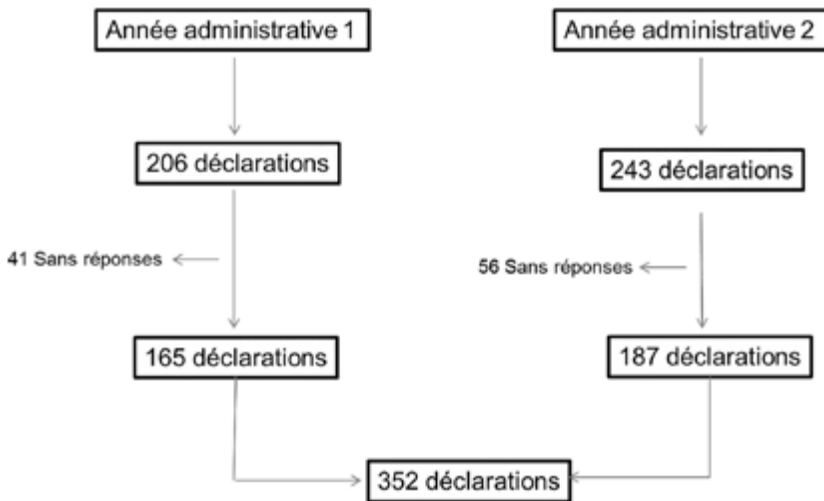 Année administrative 1
Année administrative 2
206 déclarations
243 déclarations
41 Sans réponses
56 Sans réponses
165 déclarations
187 déclarations
352 déclarations